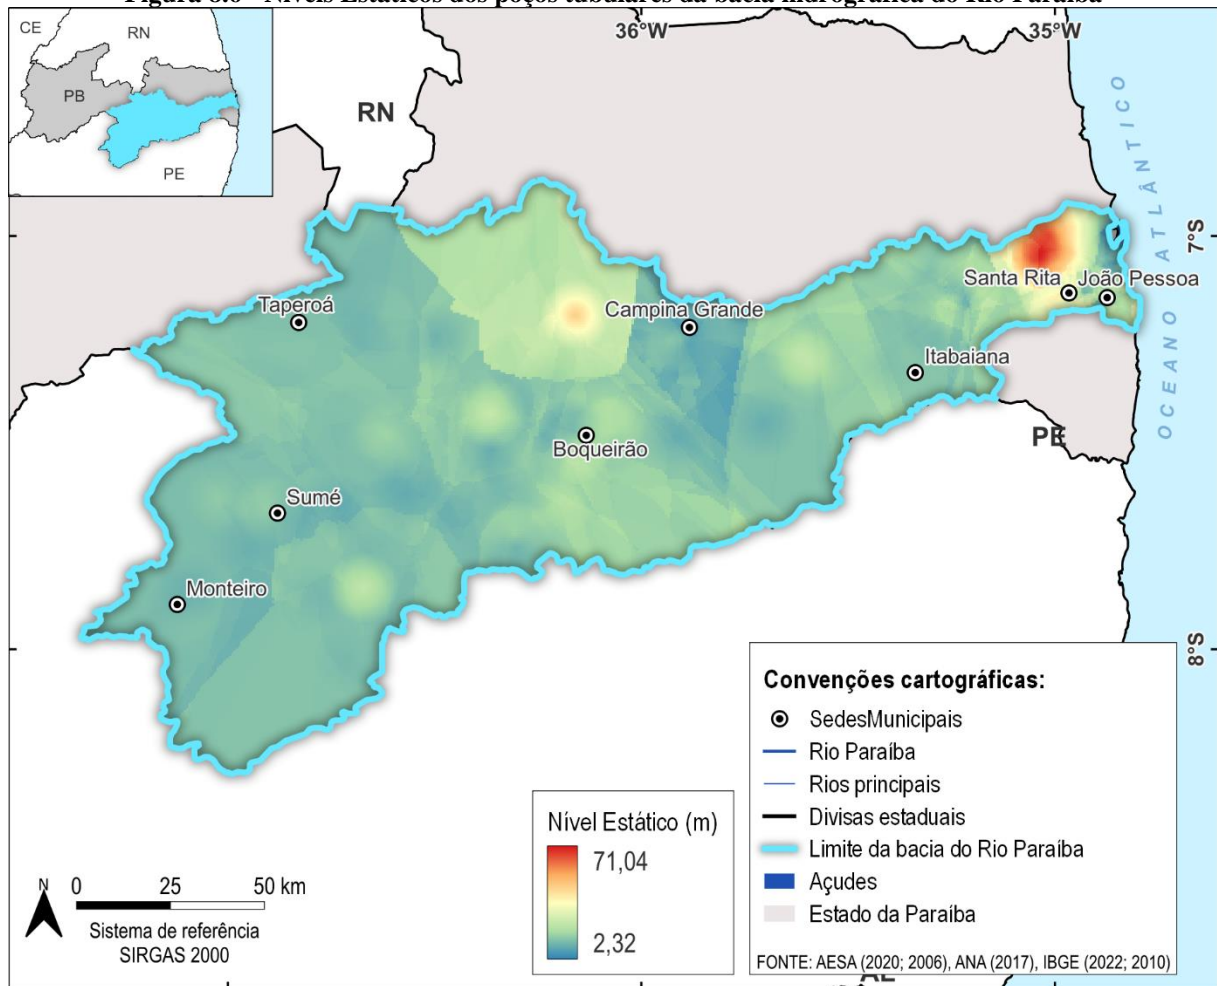 Figura 8.6 - Níveis Estáticos dos poços tubulares da bacia hidrográfica do Rio Paraíba
36°W
35°W
CE
RN
PB
PE
RN
OCEANO ATLÂNTICO
7°S
Santa Rita
João Pessoa
Taperoá
Campina Grande
Itabaiana
PE
Boqueirão
Sumé
Monteiro
8°S
Convenções cartográficas:
SedesMunicipais
Rio Paraíba
Rios principais
Divisas estaduais
Limite da bacia do Rio Paraíba
Açudes
Estado da Paraíba
FONTE: AESA (2020; 2006), ANA (2017), IBGE (2022; 2010)
Nível Estático (m)
71,04
2,32
N
0 25 50 km
Sistema de referência
SIRGAS 2000